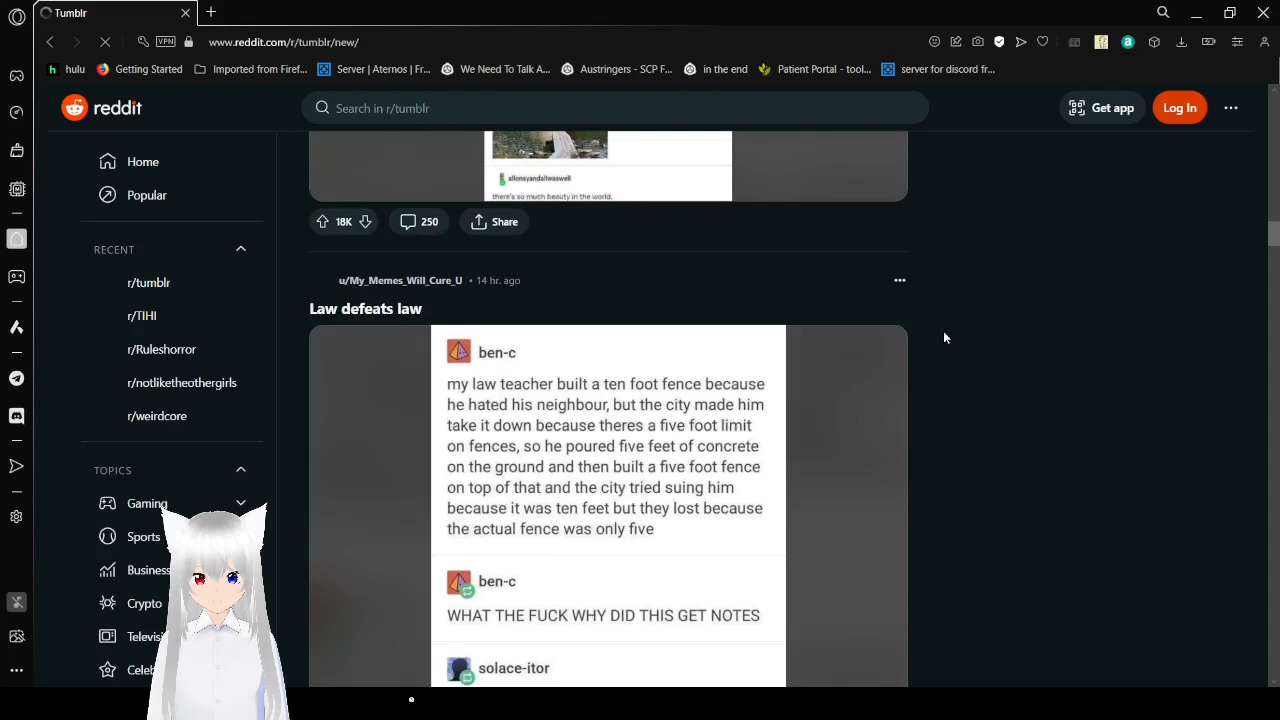 Tumblr
VPN
www.reddit.com/r/tumblr/new/
hulu
Getting Started
Imported from Firef...
Server | Aternos | Fr...
We Need To Talk A...
Austringers - SCP F...
in the end
Patient Portal - tool...
server for discord fr...
reddit
Search in r/tumblr
Get app
Log In
Home
Popular
RECENT
r/tumblr
r/TIHI
r/Ruleshorror
r/notliketheothergirls
r/weirdcore
TOPICS
Gaming
Sports
Business
Crypto
Televisi
Celeb
allonsyandallwaswell
there's so much beauty in the world.
18K
250
Share
u/My_Memes_Will_Cure_U • 14 hr. ago
Law defeats law
ben-c
my law teacher built a ten foot fence because
he hated his neighbour, but the city made him
take it down because theres a five foot limit
on fences, so he poured five feet of concrete
on the ground and then built a five foot fence
on top of that and the city tried suing him
because it was ten feet but they lost because
the actual fence was only five
ben-c
WHAT THE FUCK WHY DID THIS GET NOTES
solace-itor